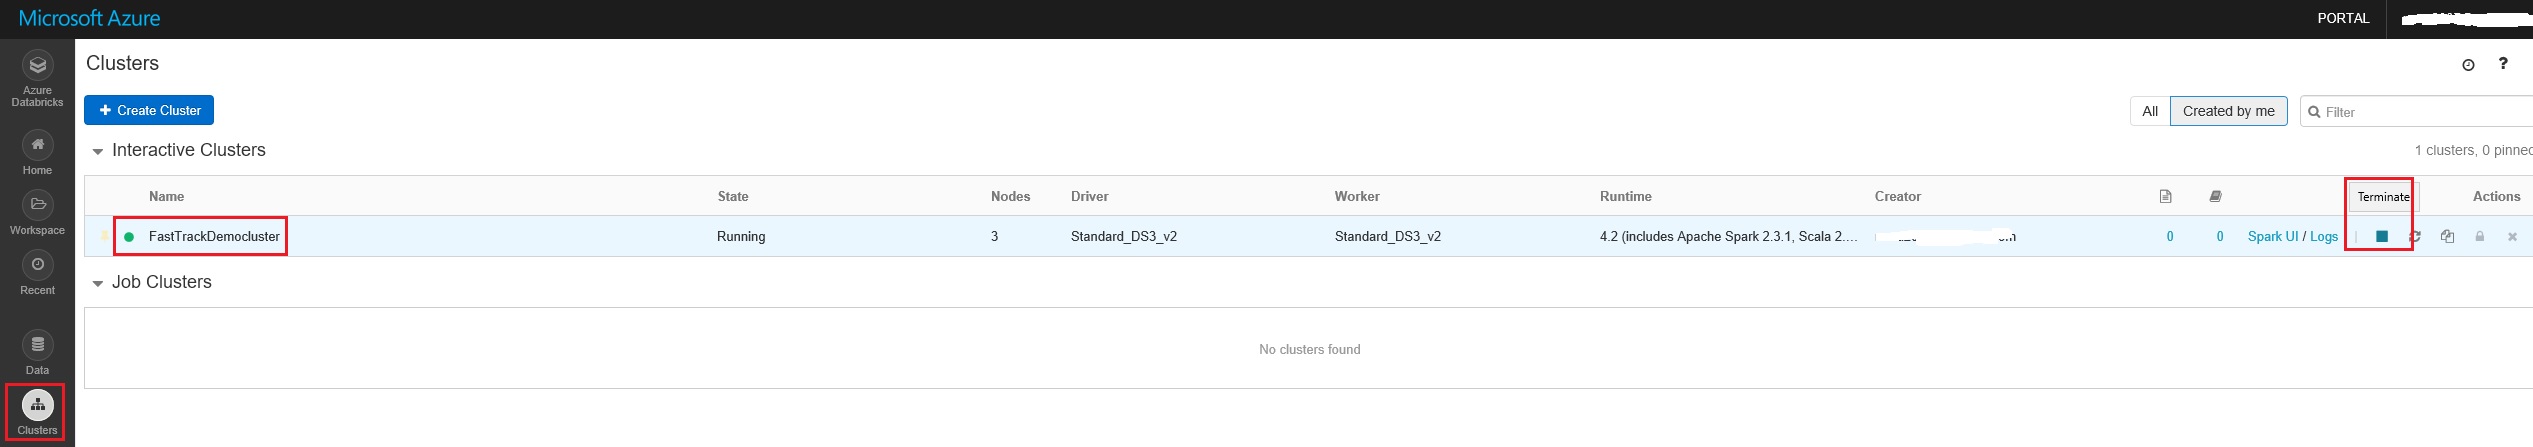 Microsoft Azure
PORTAL
Azure
Databricks
Home
Workspace
Recent
Data
Clusters
Clusters
?
+ Create Cluster
All
Created by me
Filter
Interactive Clusters
1 clusters, 0 pinned
Name State Nodes Driver Worker Runtime Creator Terminate Actions
FastTrackDemocluster Running 3 Standard_DS3_v2 Standard_DS3_v2 4.2 (includes Apache Spark 2.3.1, Scala 2.... 0 0 Spark UI / Logs
Job Clusters
No clusters found